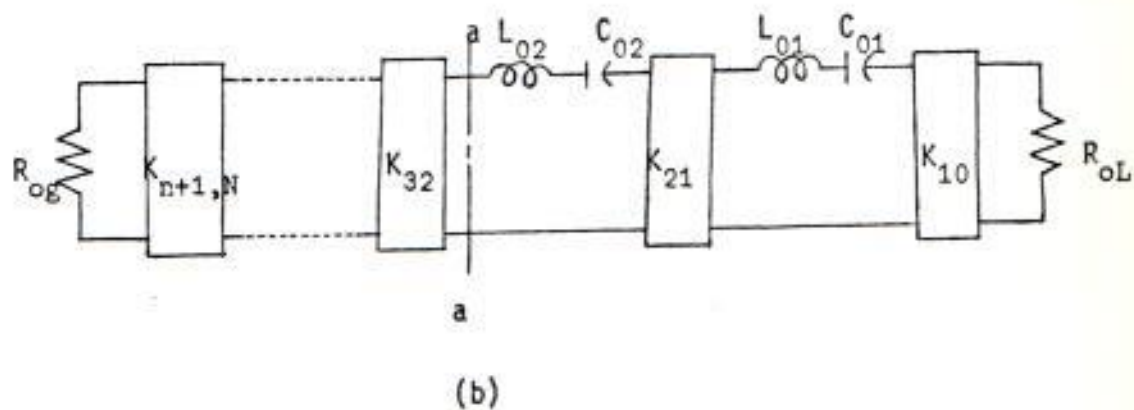 a
L02
C02
L01
C01
Rog
Kn+1,N
K32
K21
K10
RoL
a
(b)